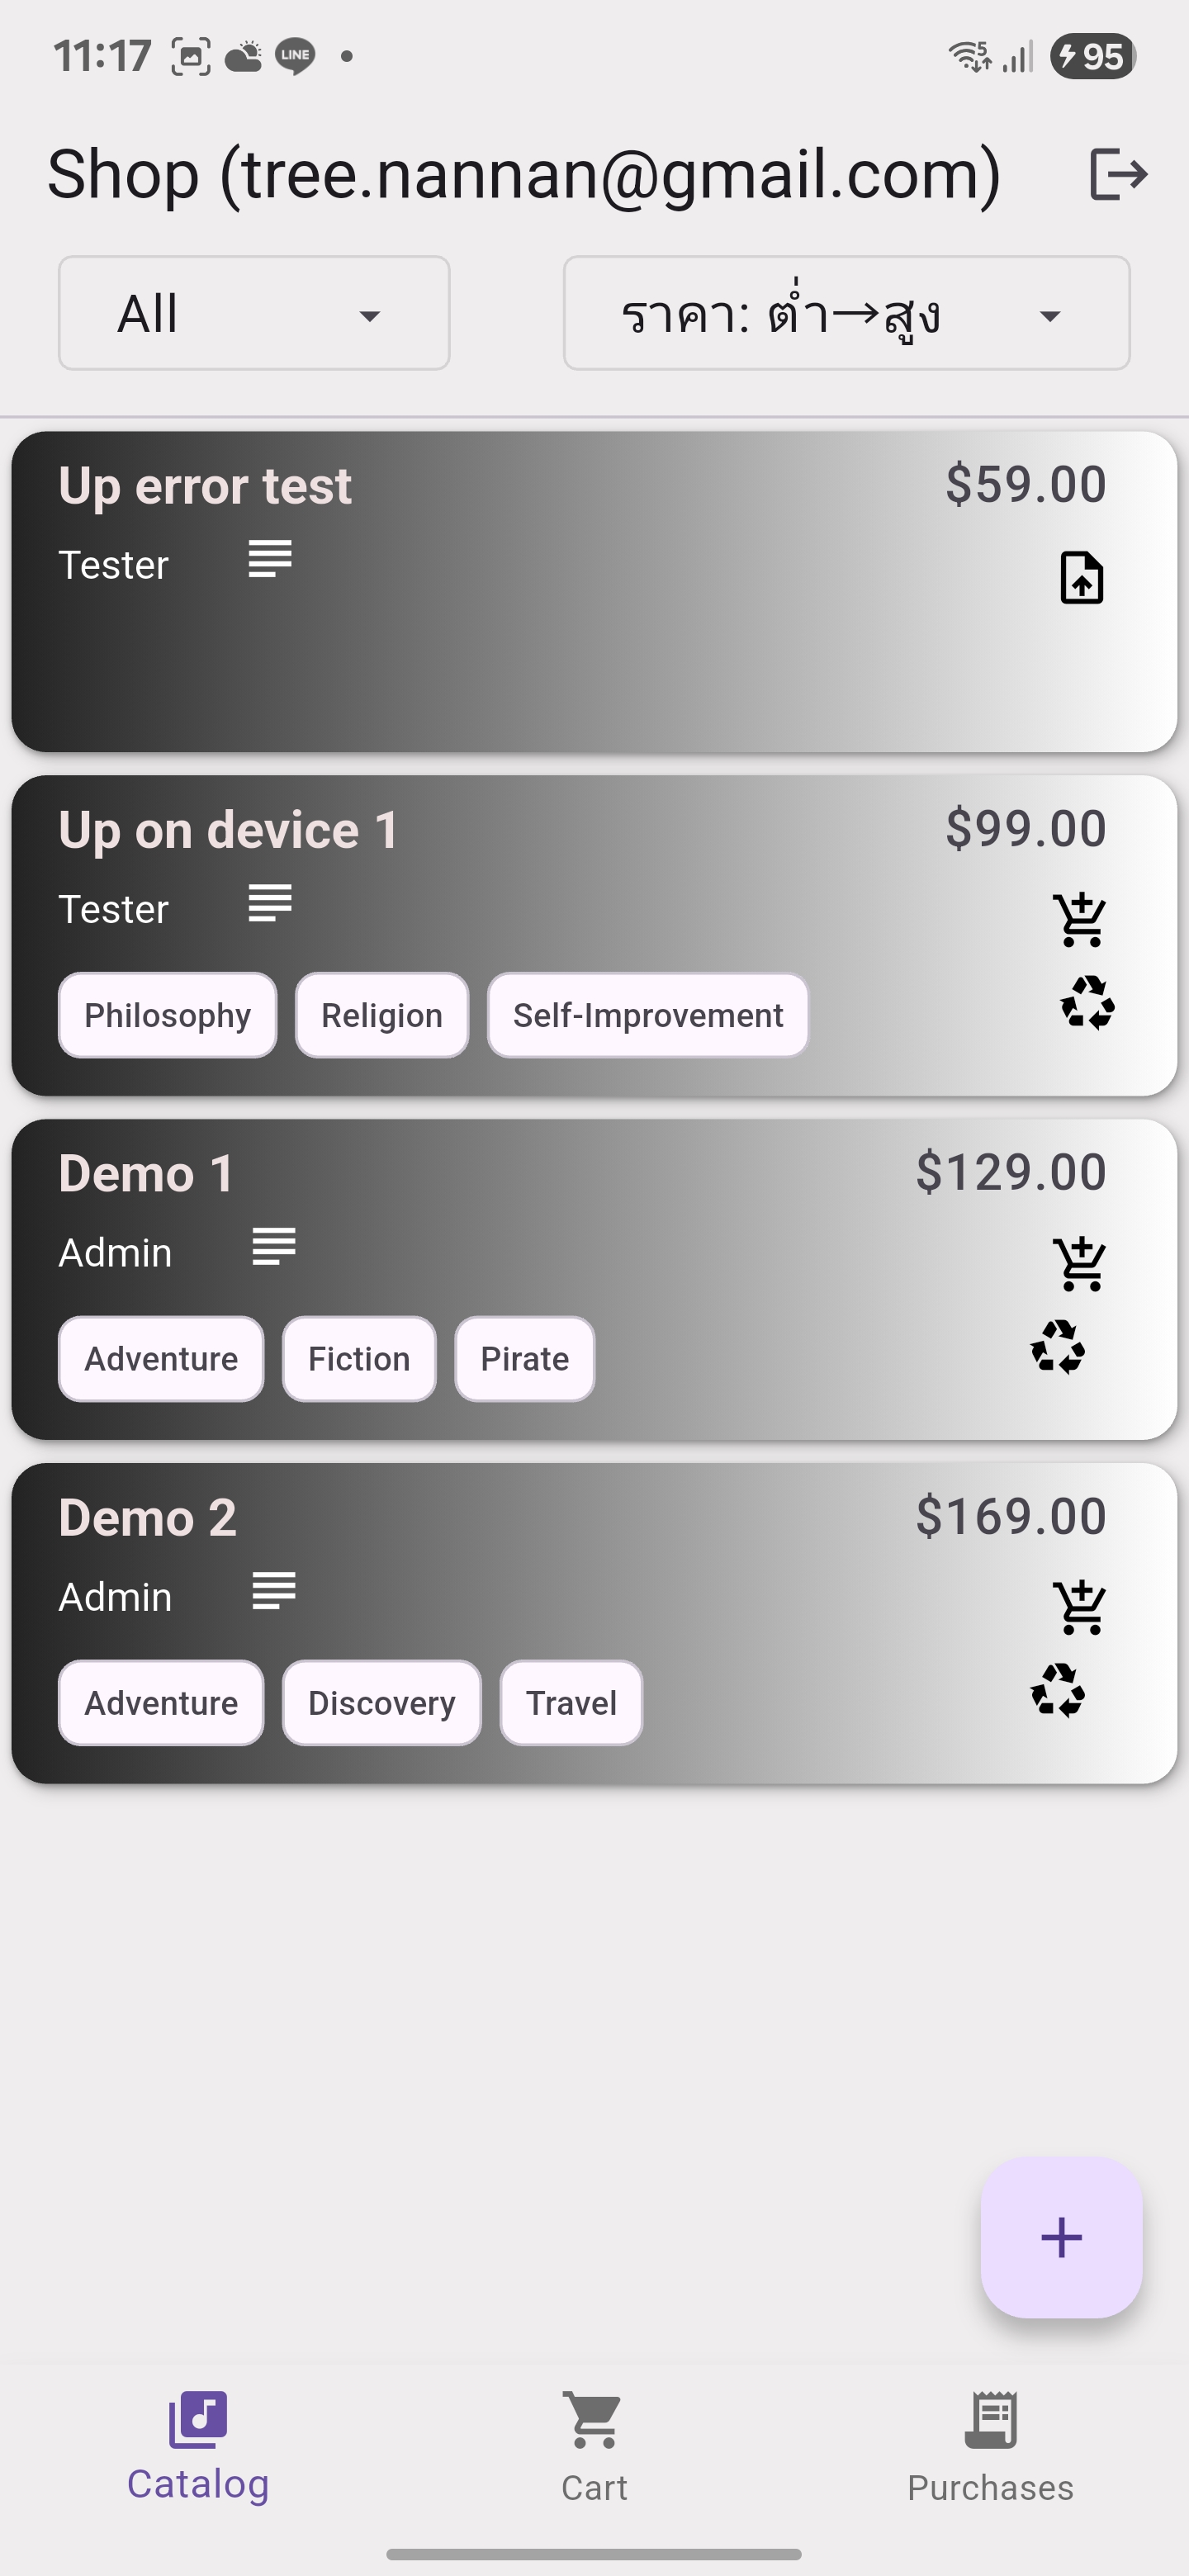 11:17 LINE 5 95
Shop (tree.nannan@gmail.com)
All ราคา: ต่ำ→สูง
Up error test $59.00
Tester
Up on device 1 $99.00
Tester
Philosophy Religion Self-Improvement
Demo 1 $129.00
Admin
Adventure Fiction Pirate
Demo 2 $169.00
Admin
Adventure Discovery Travel
+
Catalog Cart Purchases